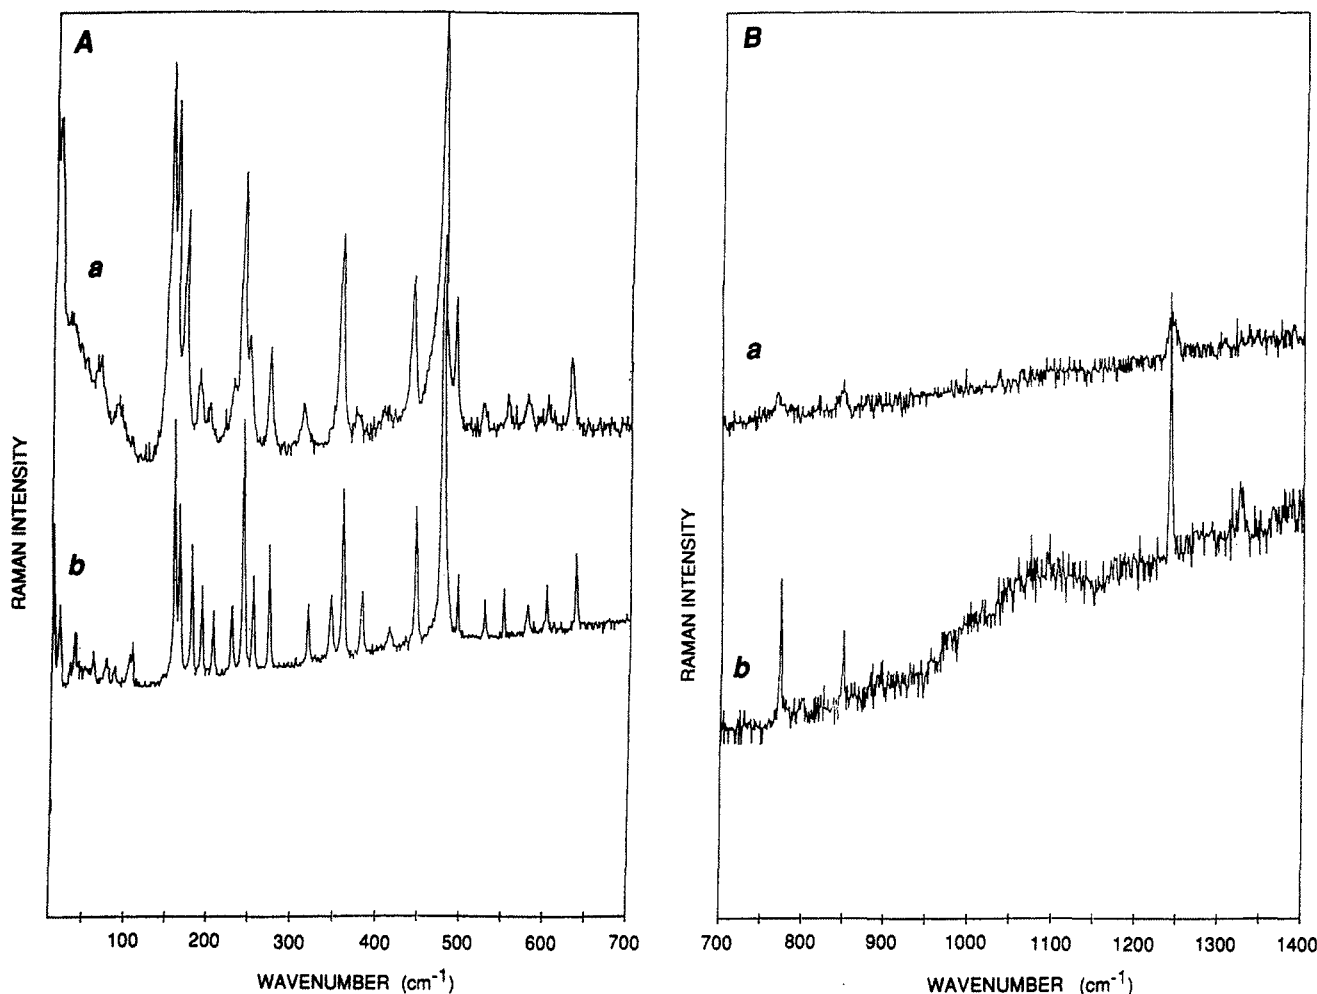 A
a
b
RAMAN INTENSITY
100 200 300 400 500 600 700
WAVENUMBER (cm-1)
B
a
b
RAMAN INTENSITY
700 800 900 1000 1100 1200 1300 1400
WAVENUMBER (cm-1)